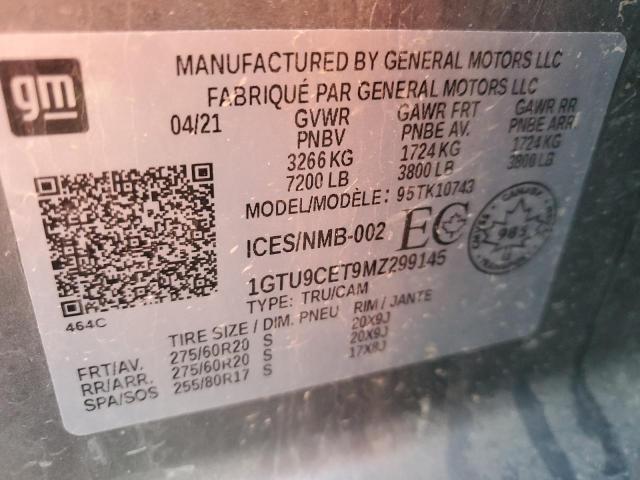 gm
MANUFACTURED BY GENERAL MOTORS LLC
FABRIQUÉ PAR GENERAL MOTORS LLC
04/21 GVWR GAWR FRT GAWR RR
PNBV PNBE AV. PNBE ARR.
3266 KG 1724 KG 1724 KG
7200 LB 3800 LB 3800 LB
MODEL/MODÈLE: 95TK10743
ICES/NMB-002 EC
CANADA
985
1GTU9CET9MZ299145
TYPE: TRU/CAM
464C
TIRE SIZE / DIM. PNEU RIM / JANTE
FRT/AV. 275/60R20 S 20X9J
RR/ARR. 275/60R20 S 20X9J
SPA/SOS 255/80R17 S 17X8J